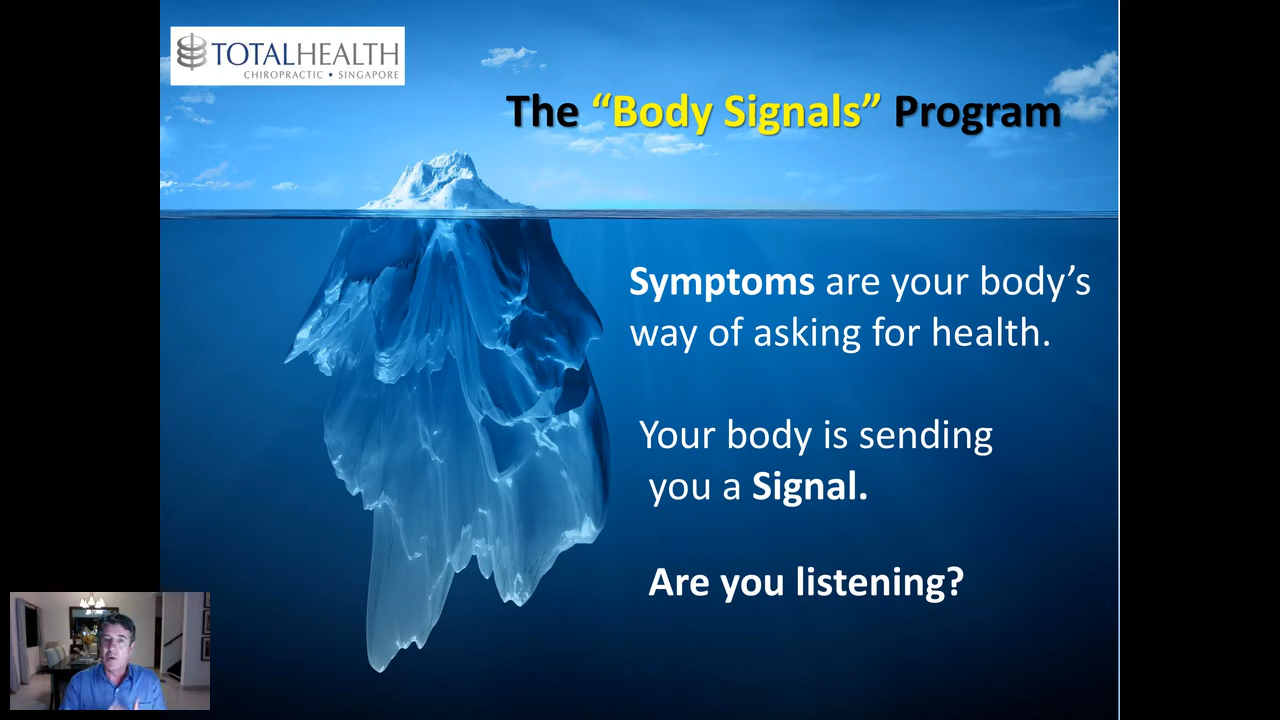 TOTALHEALTH
CHIROPRACTIC • SINGAPORE
The “Body Signals” Program
Symptoms are your body’s
way of asking for health.
Your body is sending
you a Signal.
Are you listening?